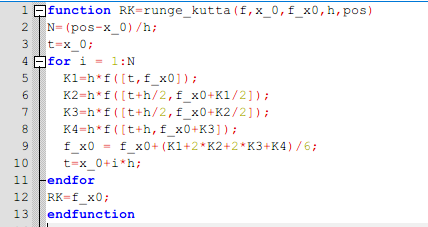 1 function RK=runge_kutta(f,x_0,f_x0,h,pos)
2 N=(pos-x_0)/h;
3 t=x_0;
4 for i = 1:N
5 K1=h*f([t,f_x0]);
6 K2=h*f([t+h/2,f_x0+K1/2]);
7 K3=h*f([t+h/2,f_x0+K2/2]);
8 K4=h*f([t+h,f_x0+K3]);
9 f_x0 = f_x0+(K1+2*K2+2*K3+K4)/6;
10 t=x_0+i*h;
11 endfor
12 RK=f_x0;
13 endfunction